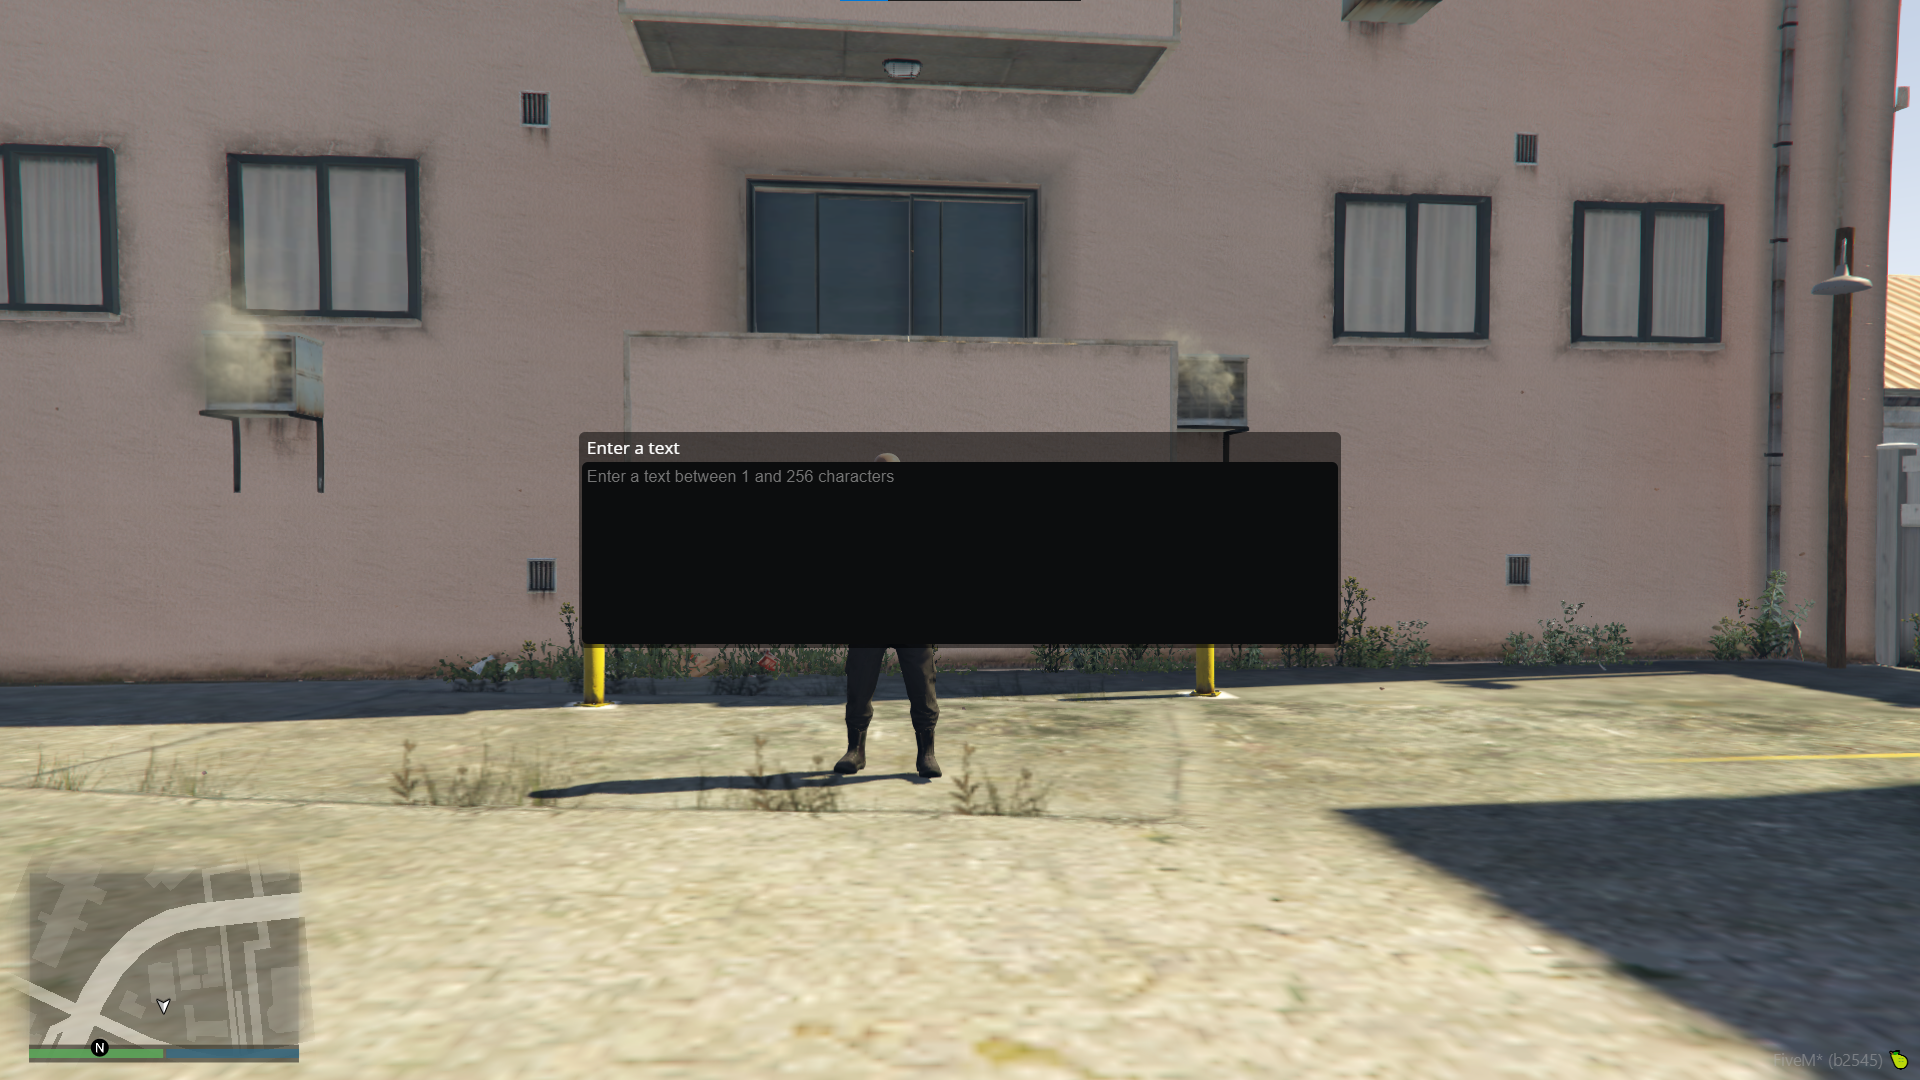 Enter a text
Enter a text between 1 and 256 characters
N
FiveM* (b2545)